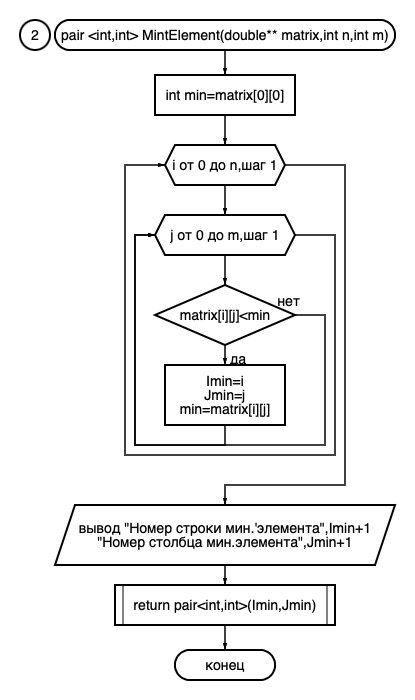 2
pair <int,int> MintElement(double** matrix,int n,int m)
int min=matrix[0][0]
i от 0 до n,шаг 1
j от 0 до m,шаг 1
matrix[i][j]<min
нет
да
Imin=i
Jmin=j
min=matrix[i][j]
вывод "Номер строки мин.'элемента",Imin+1
"Номер столбца мин.элемента",Jmin+1
return pair<int,int>(Imin,Jmin)
конец